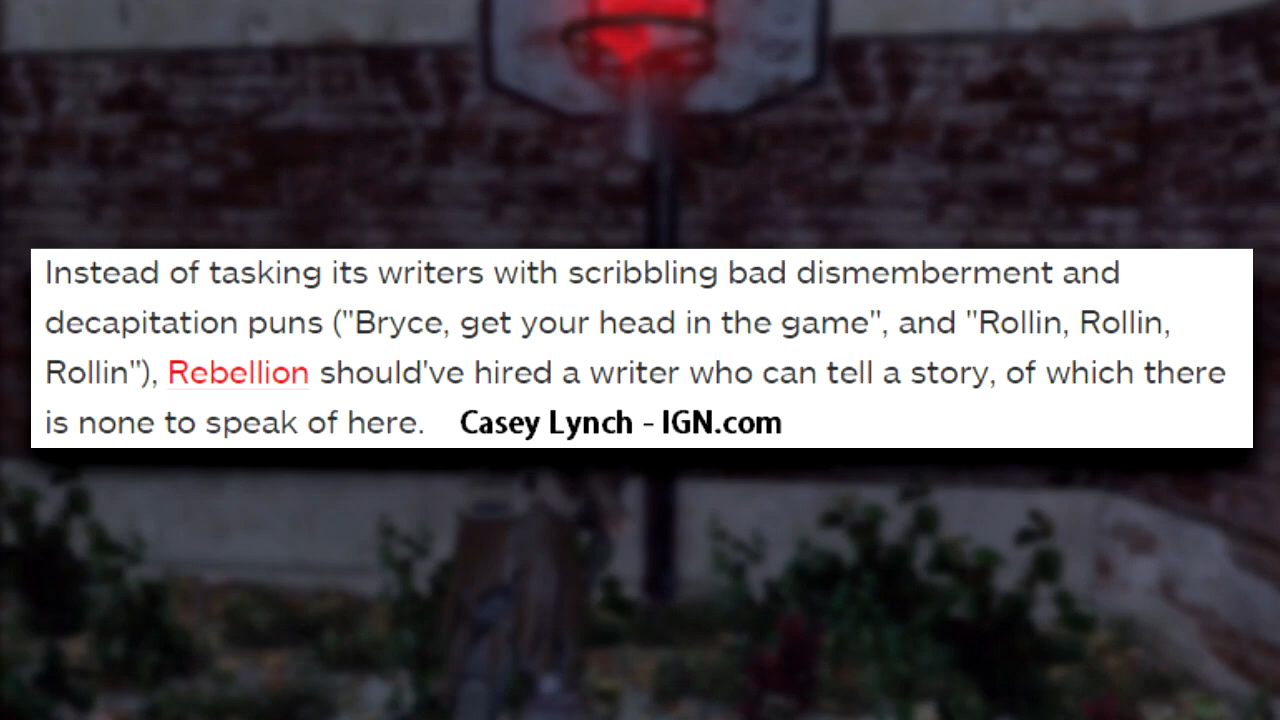 Instead of tasking its writers with scribbling bad dismemberment and
decapitation puns ("Bryce, get your head in the game", and "Rollin, Rollin,
Rollin"), Rebellion should've hired a writer who can tell a story, of which there
is none to speak of here. Casey Lynch - IGN.com